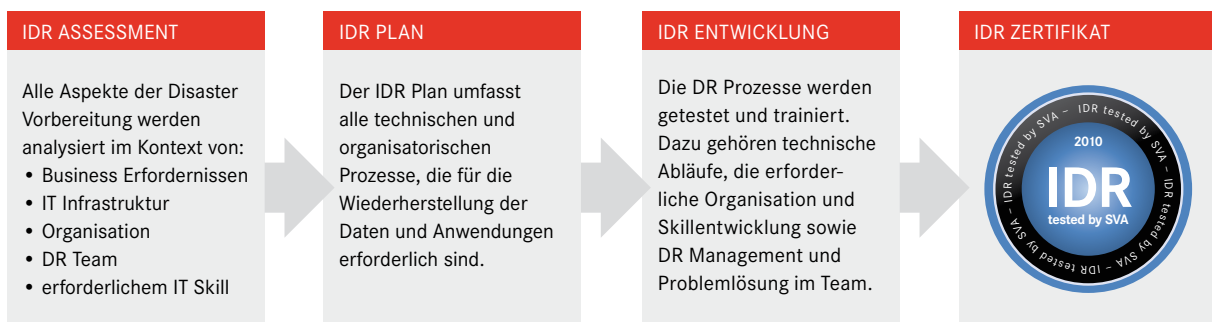 IDR ASSESSMENT
Alle Aspekte der Disaster
Vorbereitung werden
analysiert im Kontext von:
• Business Erfordernissen
• IT Infrastruktur
• Organisation
• DR Team
• erforderlichem IT Skill
IDR PLAN
Der IDR Plan umfasst
alle technischen und
organisatorischen
Prozesse, die für die
Wiederherstellung der
Daten und Anwendungen
erforderlich sind.
IDR ENTWICKLUNG
Die DR Prozesse werden
getestet und trainiert.
Dazu gehören technische
Abläufe, die erforder-
liche Organisation und
Skillentwicklung sowie
DR Management und
Problemlösung im Team.
IDR ZERTIFIKAT
IDR tested by SVA – IDR tested by SVA – IDR tested by SVA – IDR tested by SVA –
2010
IDR
tested by SVA